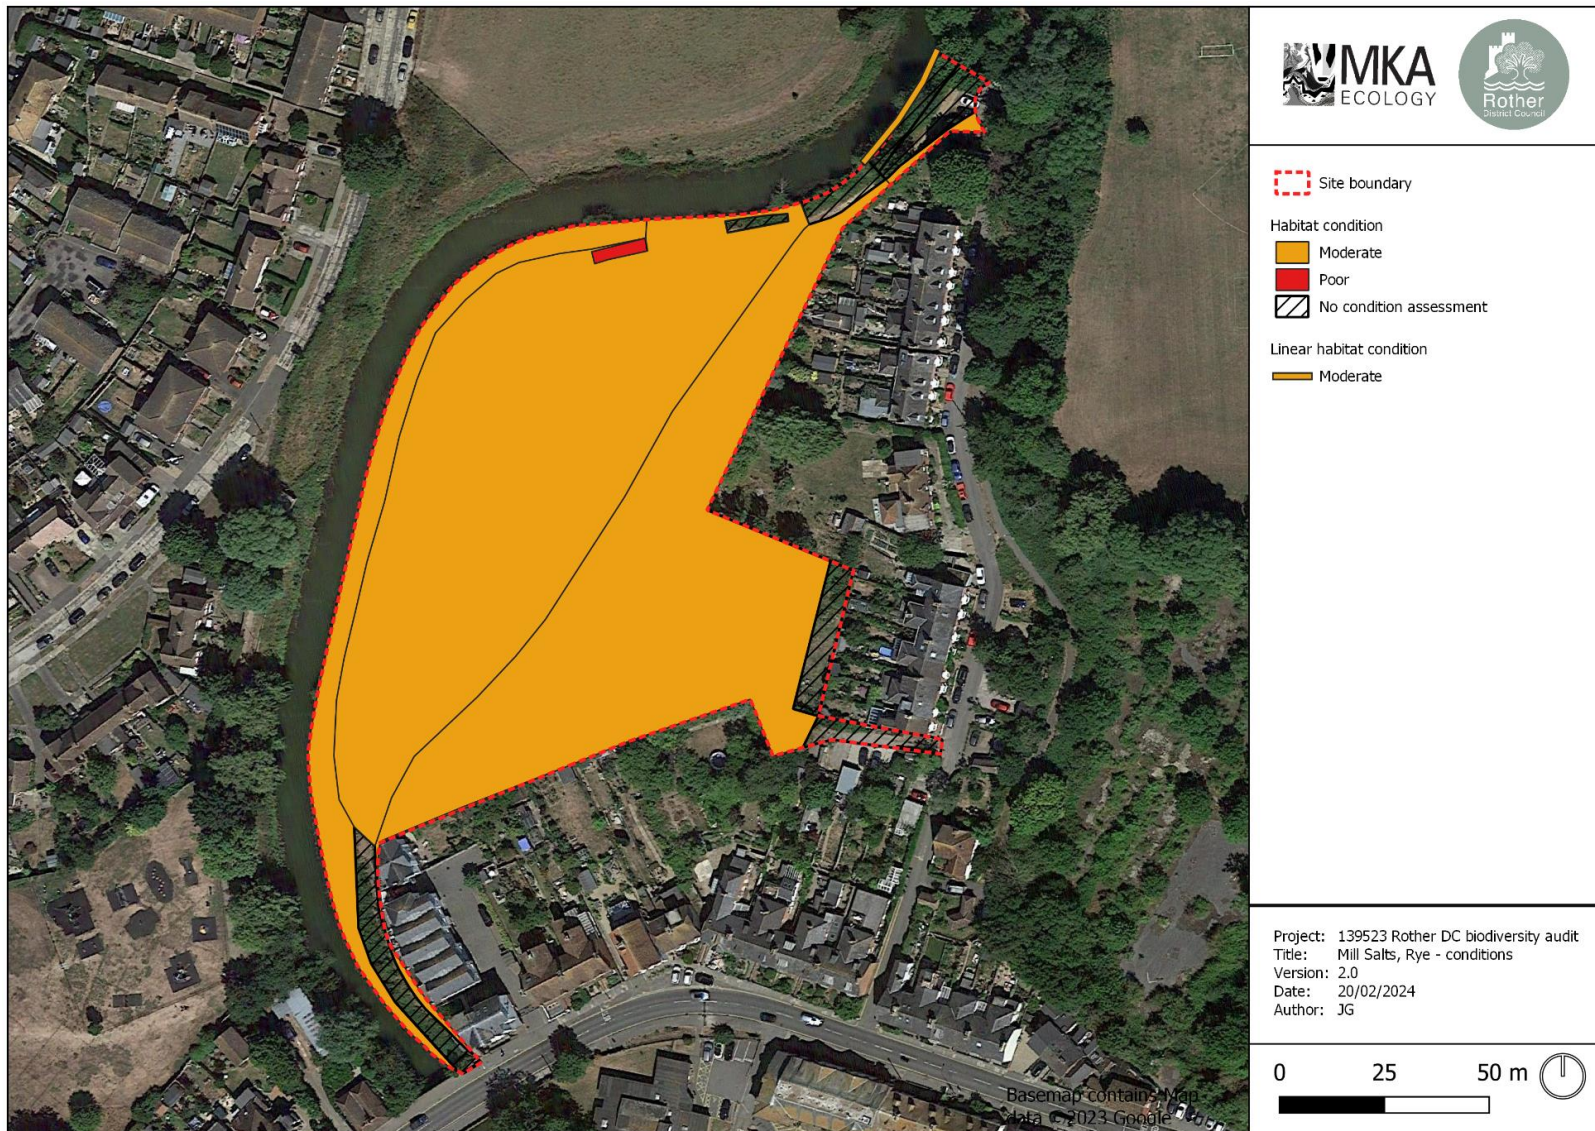 MKA
ECOLOGY
Rother
District Council
Site boundary
Habitat condition
Moderate
Poor
No condition assessment
Linear habitat condition
Moderate
Project: 139523 Rother DC biodiversity audit
Title: Mill Salts, Rye - conditions
Version: 2.0
Date: 20/02/2024
Author: JG
0 25 50 m
Basemap contains Map
data © 2023 Google